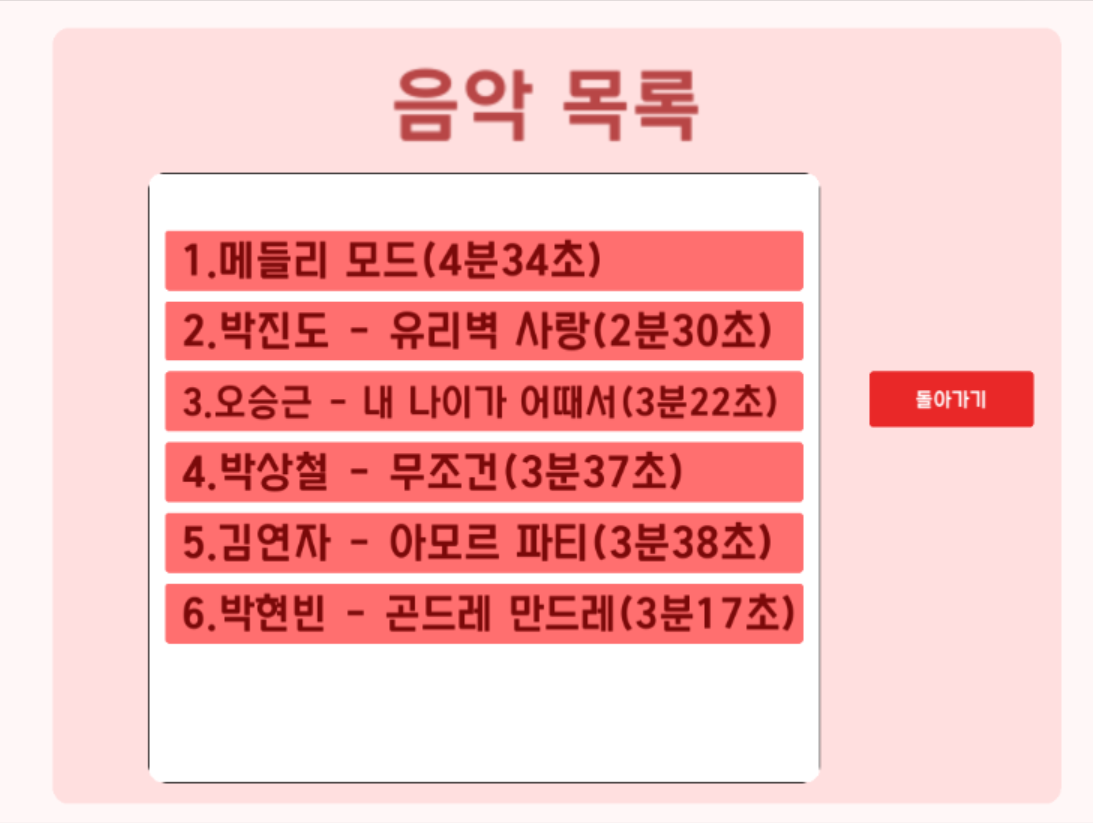 음악 목록
1.메들리 모드(4분34초)
2.박진도 - 유리벽 사랑(2분30초)
3.오승근 - 내 나이가 어때서(3분22초)
4.박상철 - 무조건(3분37초)
5.김연자 - 아모르 파티(3분38초)
6.박현빈 - 곤드레 만드레(3분17초)
돌아가기